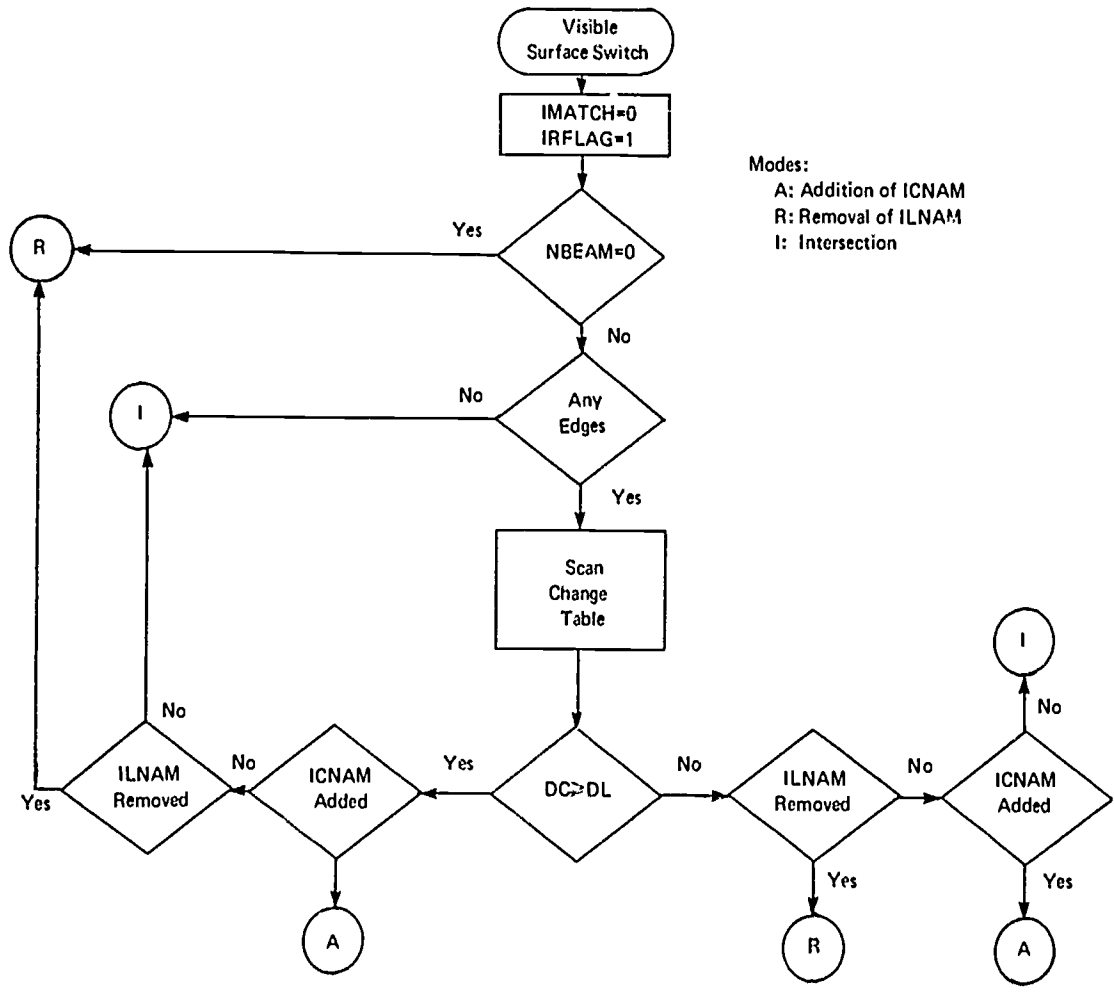 Visible
Surface Switch
IMATCH=0
IRFLAG=1
Modes:
A: Addition of ICNAM
R: Removal of ILNAM
I: Intersection
Yes
NBEAM=0
R
No
No
Any
Edges
I
Yes
Scan
Change
Table
I
No
No
ILNAM
Removed
No
ICNAM
Added
Yes
DC≥DL
No
ILNAM
Removed
No
ICNAM
Added
Yes
Yes
Yes
A
R
A